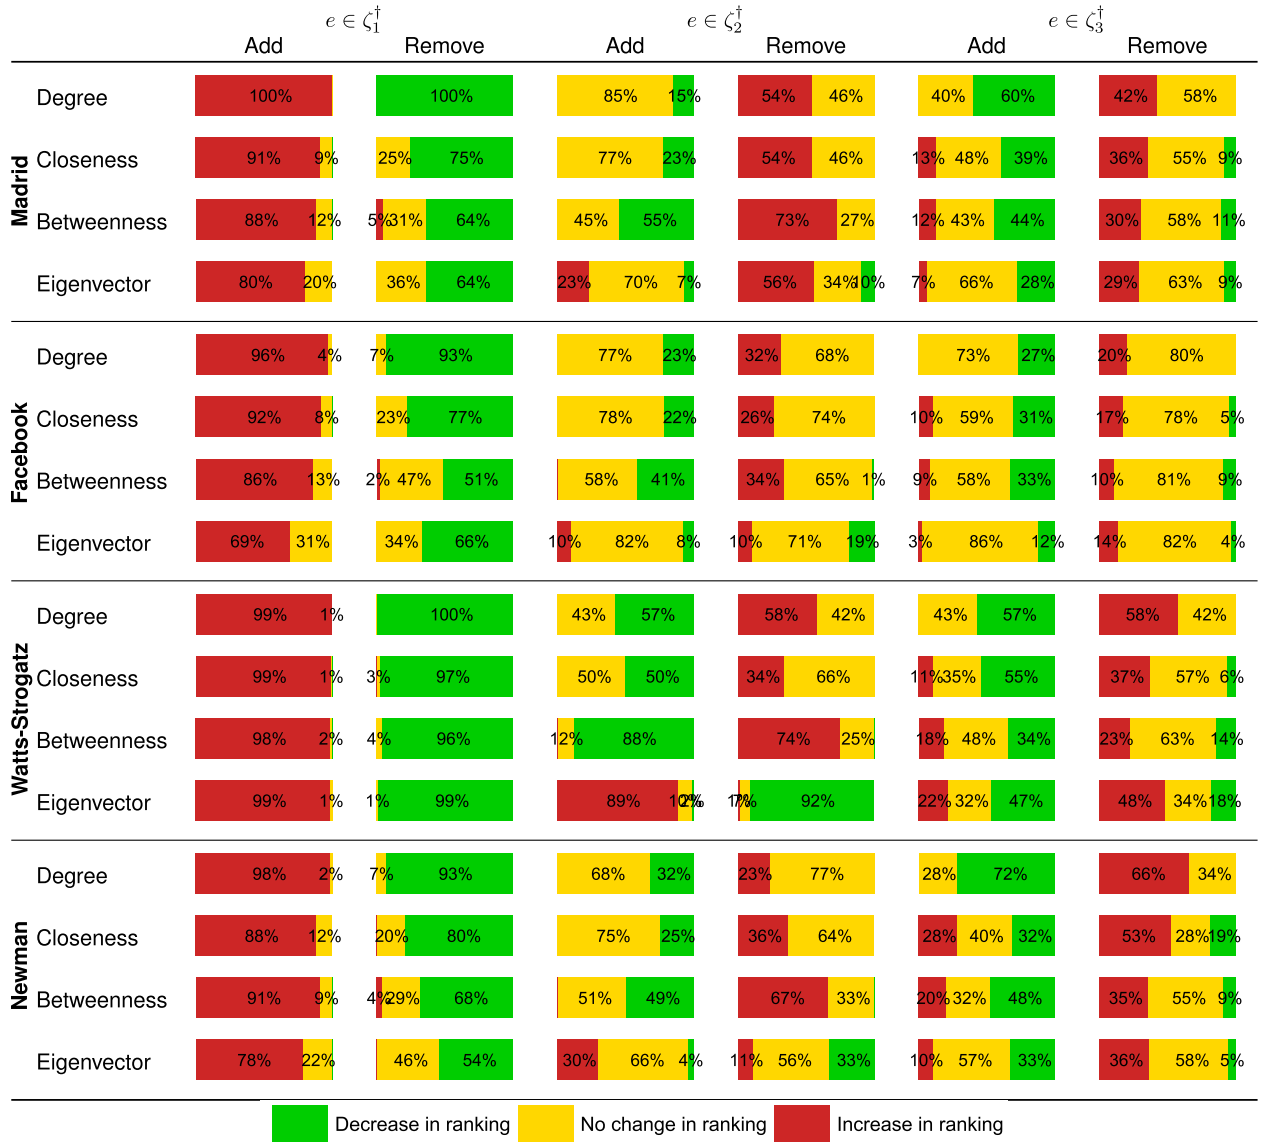 e ∈ ζ₁† e ∈ ζ₂† e ∈ ζ₃†
Add Remove Add Remove Add Remove
Madrid
Degree 100% 100% 85% 15% 54% 46% 40% 60% 42% 58%
Closeness 91% 9% 25% 75% 77% 23% 54% 46% 13% 48% 39% 36% 55% 9%
Betweenness 88% 12% 5% 31% 64% 45% 55% 73% 27% 12% 43% 44% 30% 58% 11%
Eigenvector 80% 20% 36% 64% 23% 70% 7% 56% 34% 10% 7% 66% 28% 29% 63% 9%
Facebook
Degree 96% 4% 7% 93% 77% 23% 32% 68% 73% 27% 20% 80%
Closeness 92% 8% 23% 77% 78% 22% 26% 74% 10% 59% 31% 17% 78% 5%
Betweenness 86% 13% 2% 47% 51% 58% 41% 34% 65% 1% 9% 58% 33% 10% 81% 9%
Eigenvector 69% 31% 34% 66% 10% 82% 8% 10% 71% 19% 3% 86% 12% 14% 82% 4%
Watts-Strogatz
Degree 99% 1% 100% 43% 57% 58% 42% 43% 57% 58% 42%
Closeness 99% 1% 3% 97% 50% 50% 34% 66% 11% 35% 55% 37% 57% 6%
Betweenness 98% 2% 4% 96% 12% 88% 74% 25% 18% 48% 34% 23% 63% 14%
Eigenvector 99% 1% 1% 99% 89% 10% 2% 1% 7% 92% 22% 32% 47% 48% 34% 18%
Newman
Degree 98% 2% 7% 93% 68% 32% 23% 77% 28% 72% 66% 34%
Closeness 88% 12% 20% 80% 75% 25% 36% 64% 28% 40% 32% 53% 28% 19%
Betweenness 91% 9% 4% 29% 68% 51% 49% 67% 33% 20% 32% 48% 35% 55% 9%
Eigenvector 78% 22% 46% 54% 30% 66% 4% 11% 56% 33% 10% 57% 33% 36% 58% 5%
Decrease in ranking No change in ranking Increase in ranking